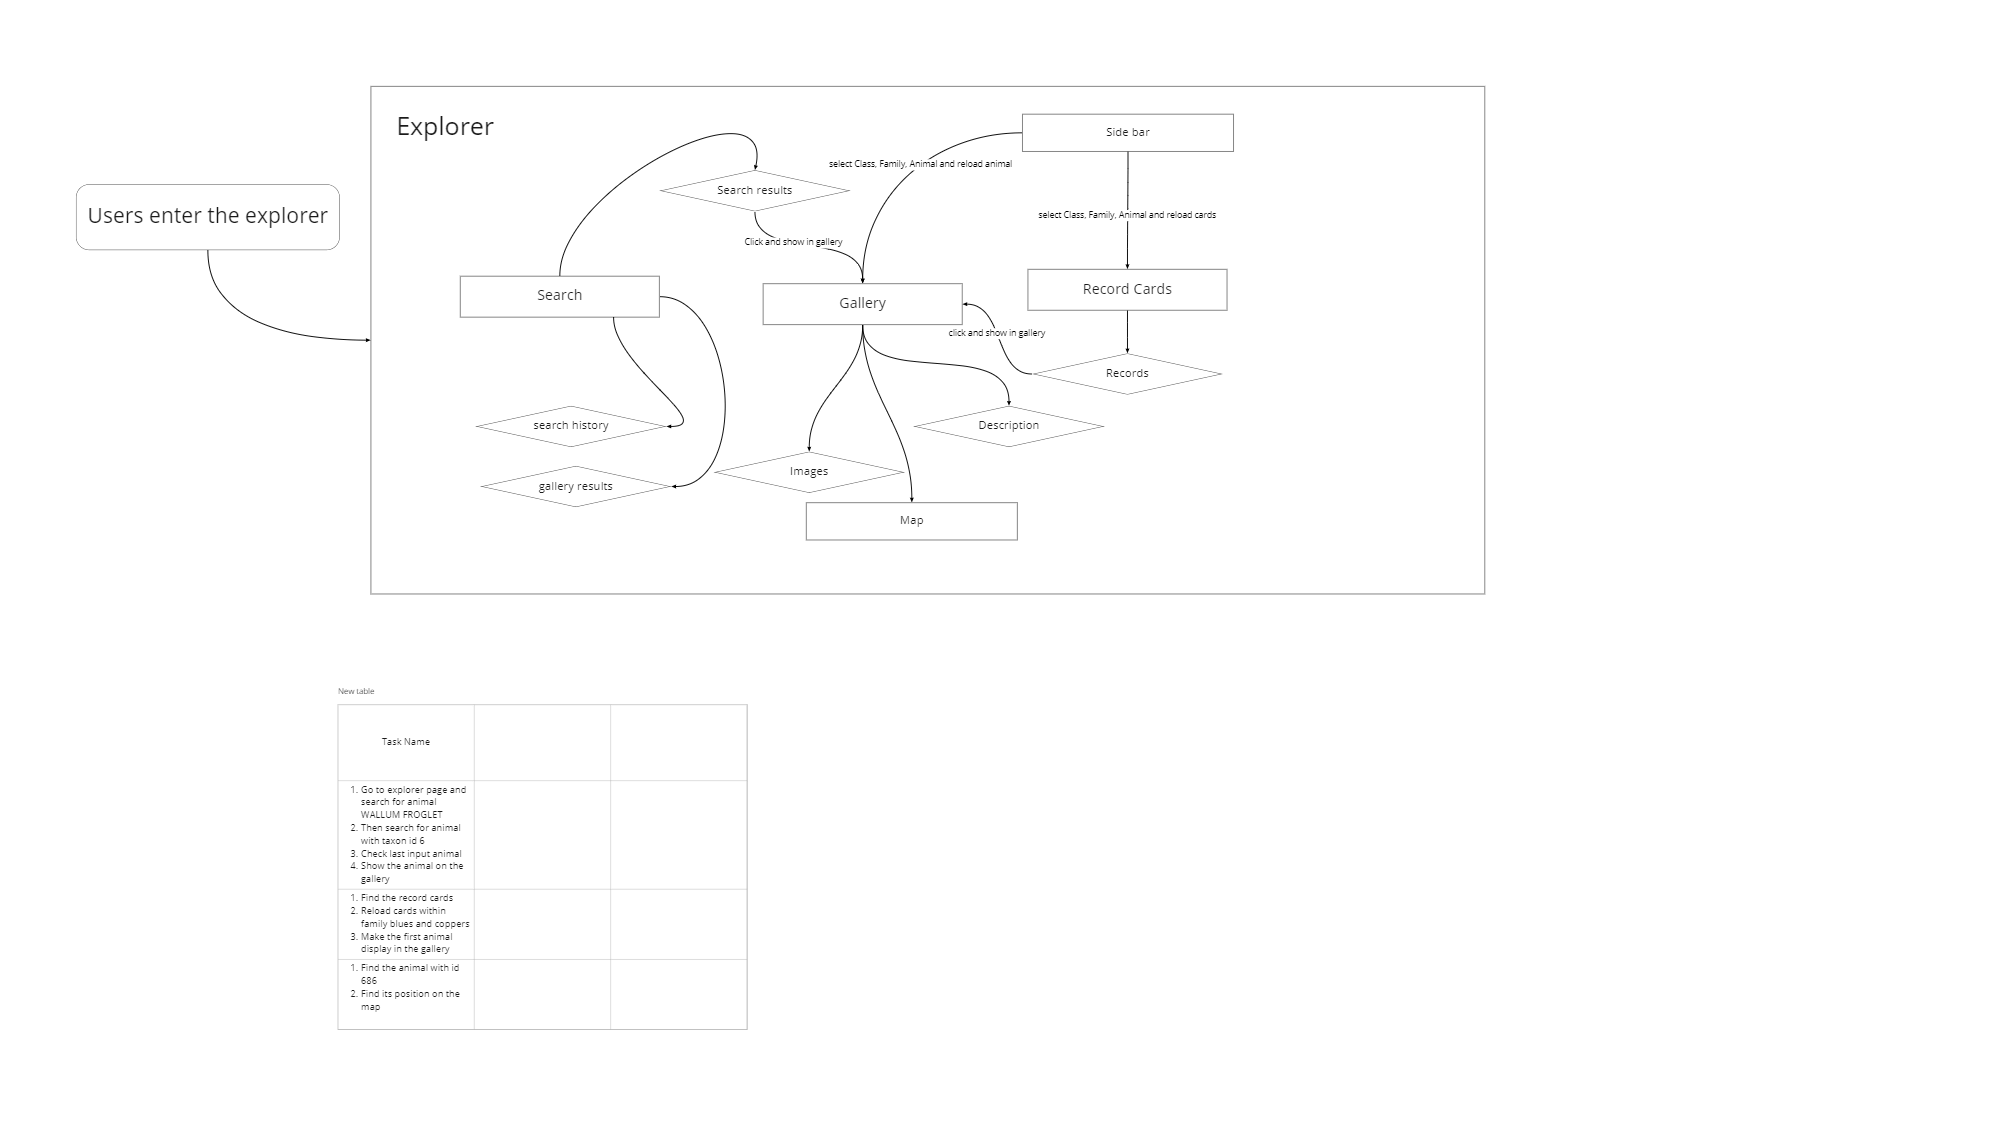 Explorer
Side bar
select Class, Family, Animal and reload animal
Search results
Users enter the explorer
select Class, Family, Animal and reload cards
Click and show in gallery
Search
Gallery
Record Cards
click and show in gallery
Records
search history
Description
Images
gallery results
Map
New table
Task Name
1. Go to explorer page and
search for animal
WALLUM FROGLET
2. Then search for animal
with taxon id 6
3. Check last input animal
4. Show the animal on the
gallery
1. Find the record cards
2. Reload cards within
family blues and coppers
3. Make the first animal
display in the gallery
1. Find the animal with id
686
2. Find its position on the
map